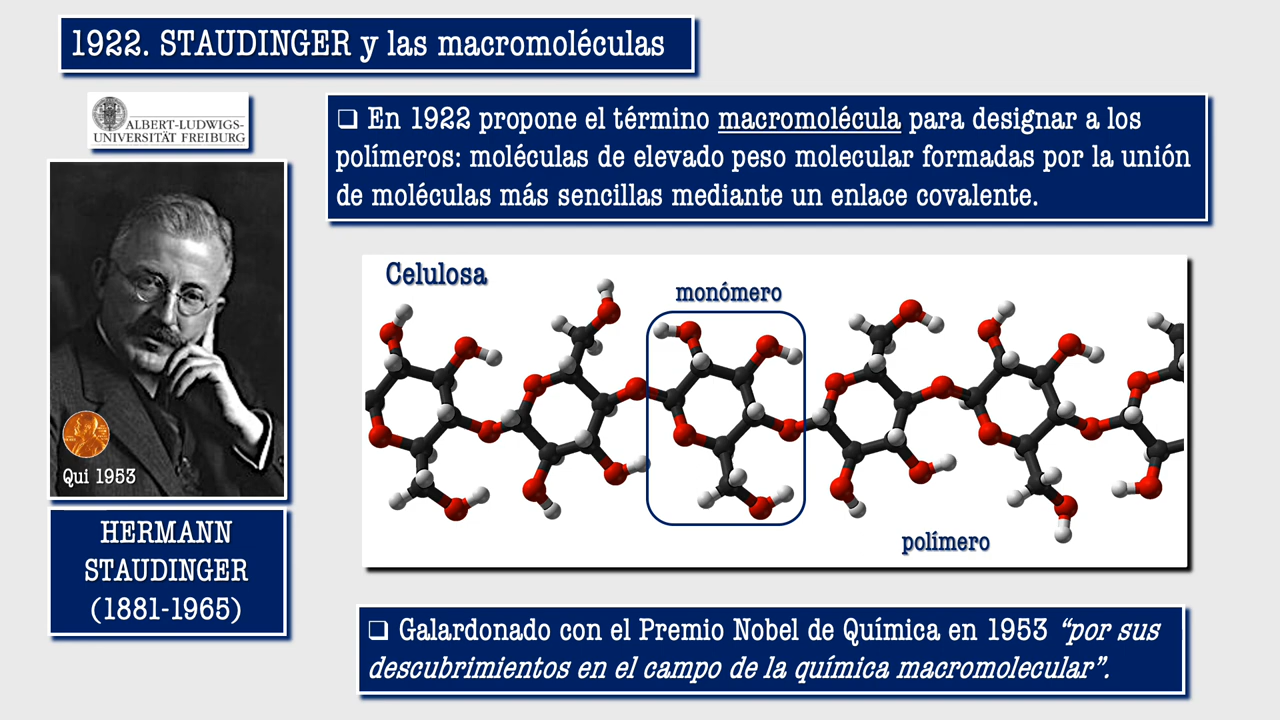 1922. STAUDINGER y las macromoléculas
ALBERT-LUDWIGS-
UNIVERSITÄT FREIBURG
❑ En 1922 propone el término macromolécula para designar a los
polímeros: moléculas de elevado peso molecular formadas por la unión
de moléculas más sencillas mediante un enlace covalente.
Celulosa
monómero
polímero
Qui 1953
HERMANN
STAUDINGER
(1881-1965)
❑ Galardonado con el Premio Nobel de Química en 1953 “por sus
descubrimientos en el campo de la química macromolecular”.